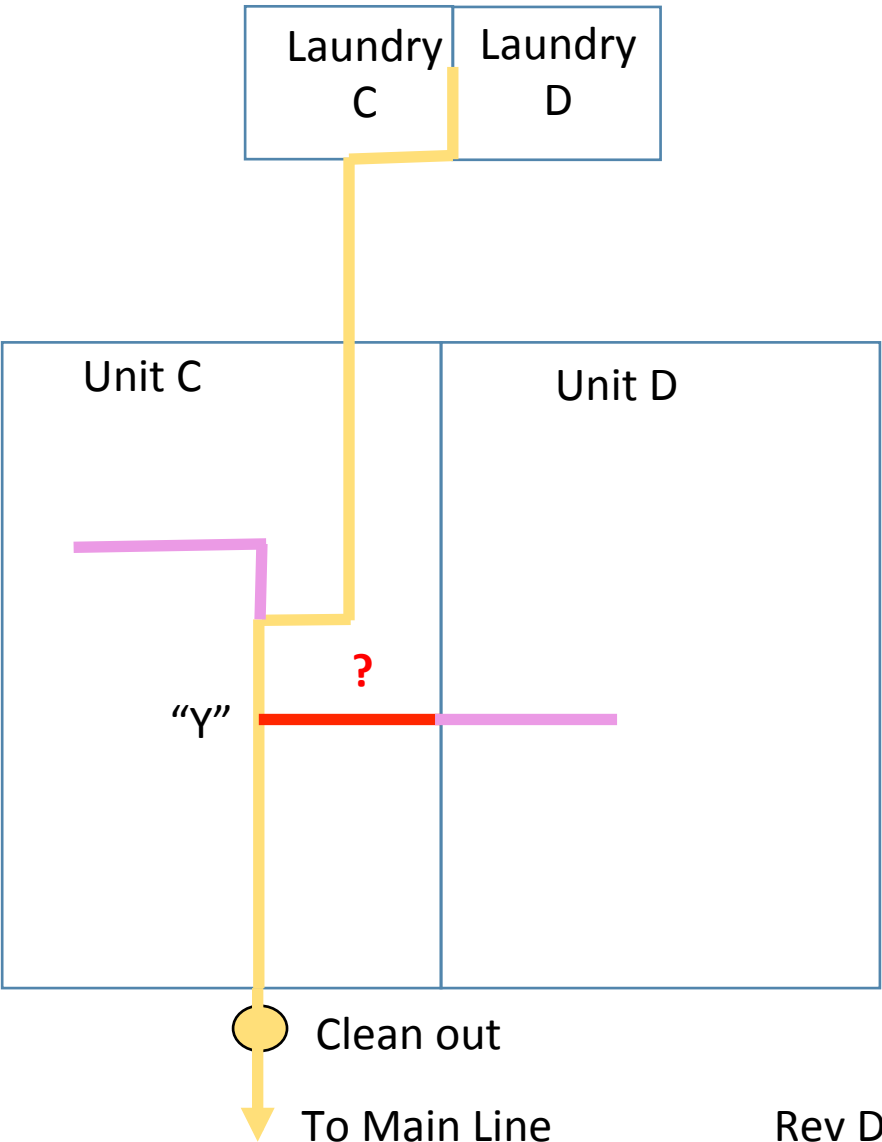 Laundry C
Laundry D
Unit C
Unit D
?
“Y”
Clean out
To Main Line
Rev D